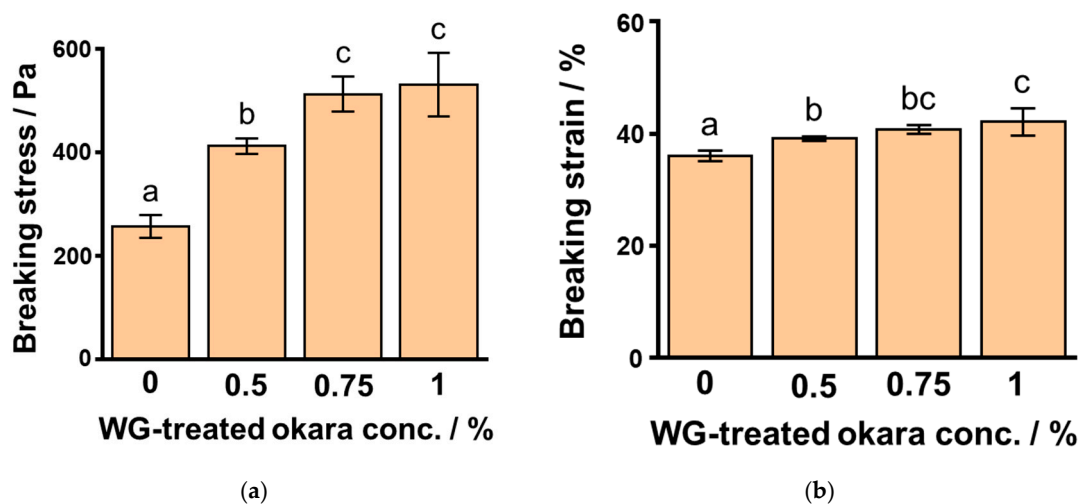 600
400
200
0
Breaking stress / Pa
a
b
c
c
0 0.5 0.75 1
WG-treated okara conc. / %
(a)
60
40
20
0
Breaking strain / %
a
b
bc
c
0 0.5 0.75 1
WG-treated okara conc. / %
(b)